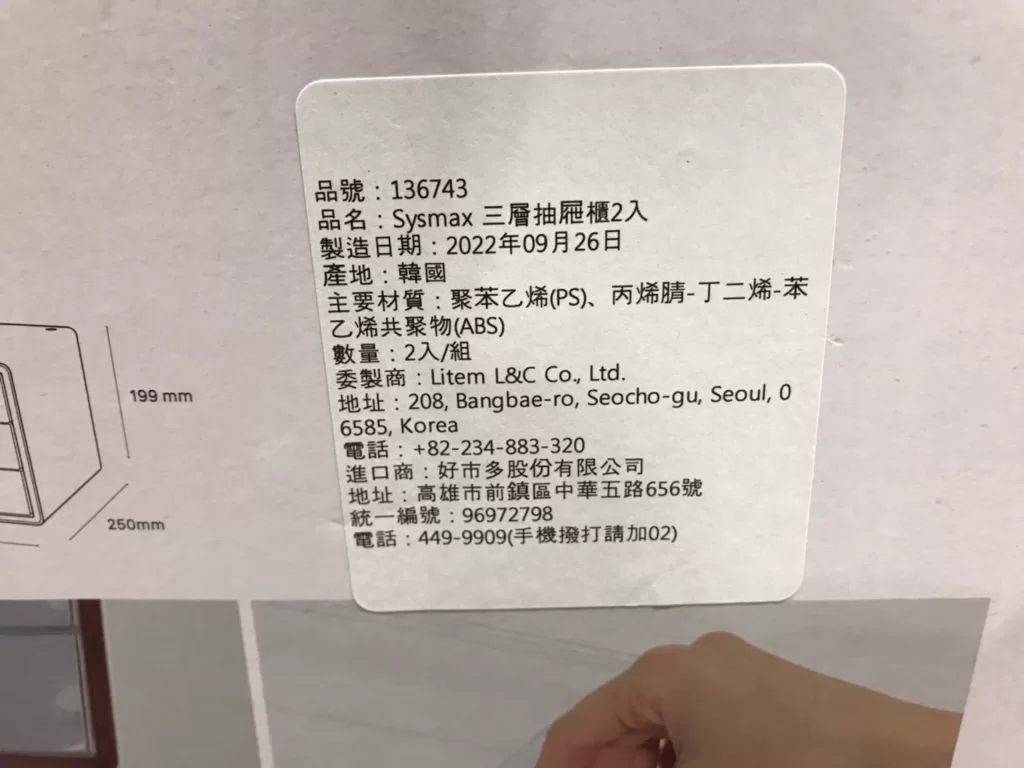 品號：136743
品名：Sysmax 三層抽屜櫃2入
製造日期：2022年09月26日
產地：韓國
主要材質：聚苯乙烯(PS)、丙烯腈-丁二烯-苯
乙烯共聚物(ABS)
數量：2入/組
委製商：Litem L&C Co., Ltd.
地址：208, Bangbae-ro, Seocho-gu, Seoul, 0
6585, Korea
電話：+82-234-883-320
進口商：好市多股份有限公司
地址：高雄市前鎮區中華五路656號
統一編號：96972798
電話：449-9909(手機撥打請加02)
199 mm
250mm